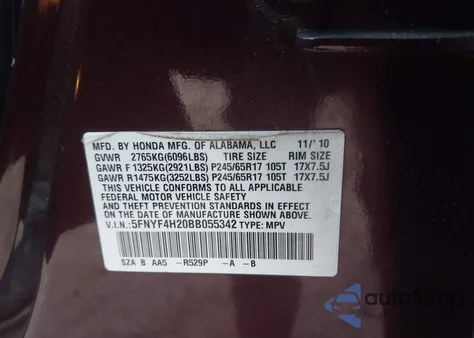 MFD. BY HONDA MFG. OF ALABAMA, LLC 11/'10
GVWR 2765KG(6096LBS) TIRE SIZE RIM SIZE
GAWR F 1325KG(2921LBS) P245/65R17 105T 17X7.5J
GAWR R1475KG(3252LBS) P245/65R17 105T 17X7.5J
THIS VEHICLE CONFORMS TO ALL APPLICABLE
FEDERAL MOTOR VEHICLE SAFETY, BUMPER,
AND THEFT PREVENTION STANDARDS IN EFFECT ON
THE DATE OF MANUFACTURE SHOWN ABOVE.
V.I.N.: 5FNYF4H20BB055342 TYPE: MPV
SZA B AA5 -R529P -A -B
autoSnap